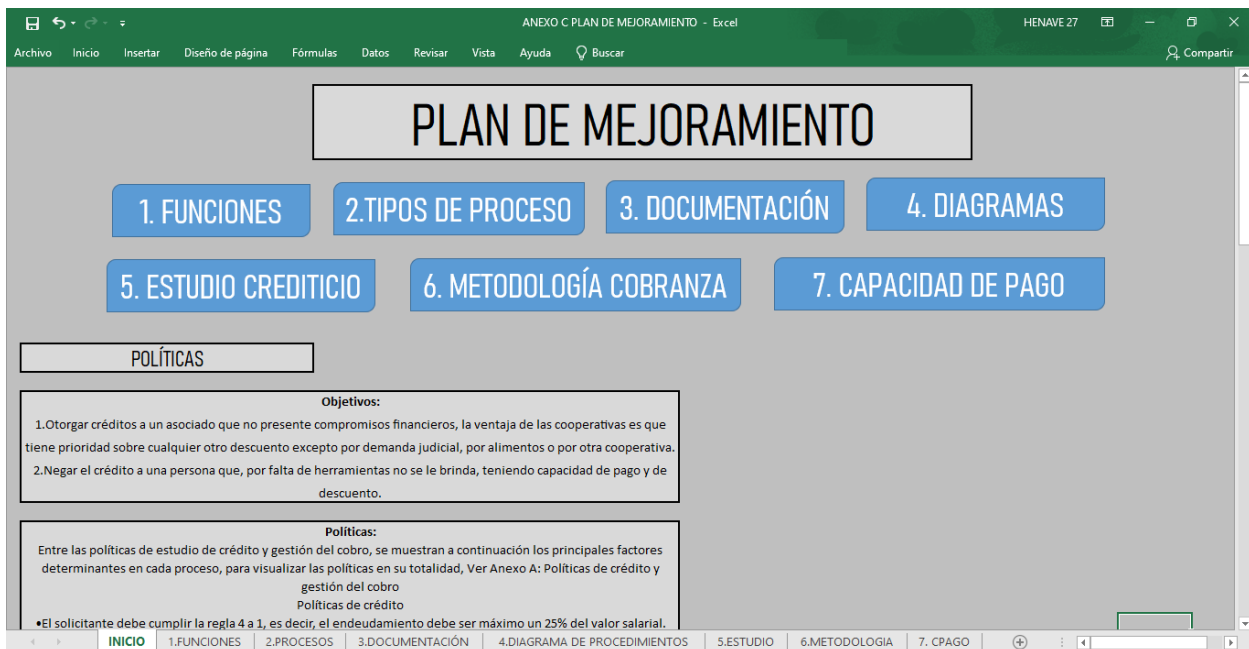 ANEXO C PLAN DE MEJORAMIENTO - Excel
HENAVE 27
Archivo Inicio Insertar Diseño de página Fórmulas Datos Revisar Vista Ayuda Buscar Compartir
PLAN DE MEJORAMIENTO
1. FUNCIONES 2.TIPOS DE PROCESO 3. DOCUMENTACIÓN 4. DIAGRAMAS
5. ESTUDIO CREDITICIO 6. METODOLOGÍA COBRANZA 7. CAPACIDAD DE PAGO
POLÍTICAS
Objetivos:
1.Otorgar créditos a un asociado que no presente compromisos financieros, la ventaja de las cooperativas es que
tiene prioridad sobre cualquier otro descuento excepto por demanda judicial, por alimentos o por otra cooperativa.
2.Negar el crédito a una persona que, por falta de herramientas no se le brinda, teniendo capacidad de pago y de
descuento.
Políticas:
Entre las políticas de estudio de crédito y gestión del cobro, se muestran a continuación los principales factores
determinantes en cada proceso, para visualizar las políticas en su totalidad, Ver Anexo A: Políticas de crédito y
gestión del cobro
Políticas de crédito
•El solicitante debe cumplir la regla 4 a 1, es decir, el endeudamiento debe ser máximo un 25% del valor salarial.
INICIO 1.FUNCIONES 2.PROCESOS 3.DOCUMENTACIÓN 4.DIAGRAMA DE PROCEDIMIENTOS 5.ESTUDIO 6.METODOLOGIA 7. CPAGO